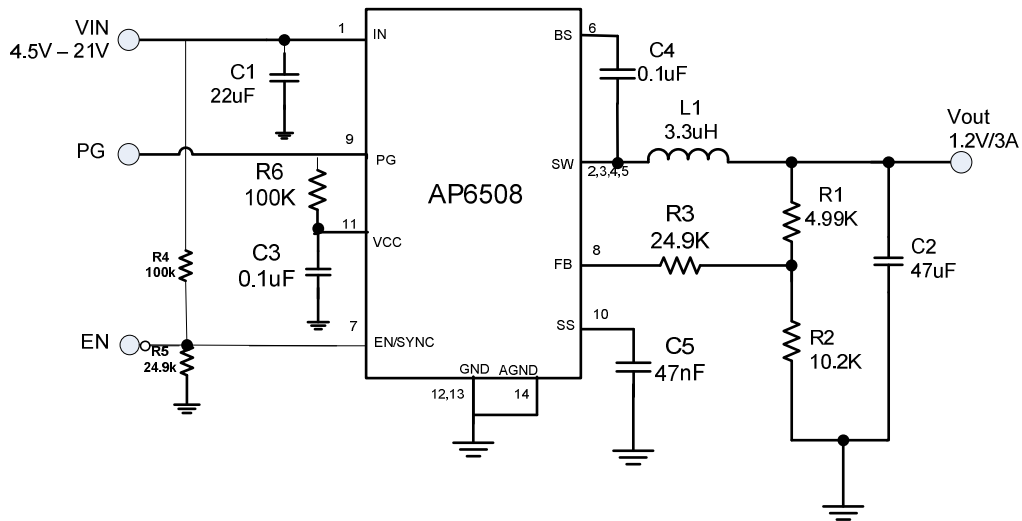 VIN
4.5V – 21V
1
IN
C1
22uF
PG
9
PG
R6
100K
11
VCC
C3
0.1uF
R4
100k
EN
7
EN/SYNC
R5
24.9k
AP6508
GND
AGND
12,13
14
BS
6
C4
0.1uF
L1
3.3uH
SW
2,3,4,5
Vout
1.2V/3A
R1
4.99K
R3
24.9K
FB
8
C2
47uF
SS
10
C5
47nF
R2
10.2K